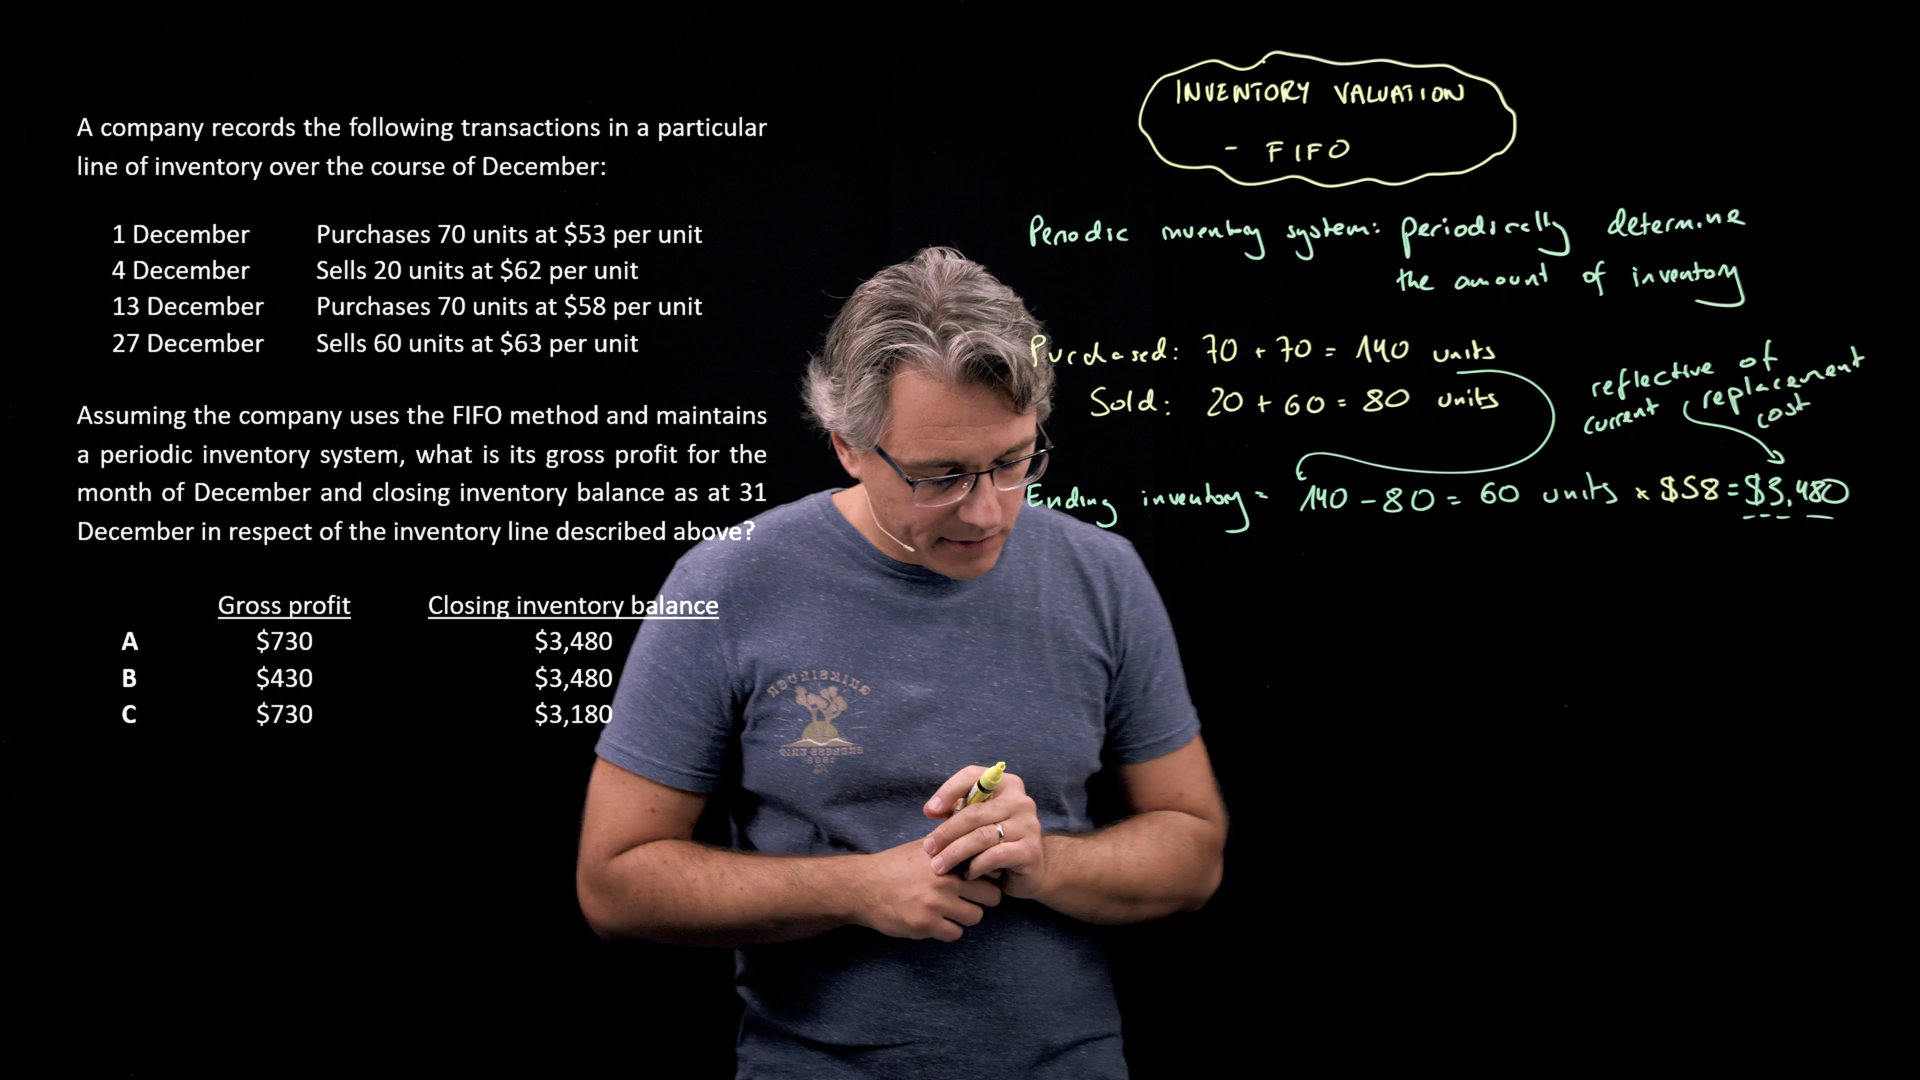 A company records the following transactions in a particular
line of inventory over the course of December:
1 December Purchases 70 units at $53 per unit
4 December Sells 20 units at $62 per unit
13 December Purchases 70 units at $58 per unit
27 December Sells 60 units at $63 per unit
Assuming the company uses the FIFO method and maintains
a periodic inventory system, what is its gross profit for the
month of December and closing inventory balance as at 31
December in respect of the inventory line described above?
Gross profit Closing inventory balance
A $730 $3,480
B $430 $3,480
C $730 $3,180
INVENTORY VALUATION
- FIFO
Periodic inventory system: periodically determine
the amount of inventory
Purchased: 70 + 70 = 140 units
Sold: 20 + 60 = 80 units
reflective of
current replacement
cost
Ending inventory = 140 - 80 = 60 units × $58 = $3,480